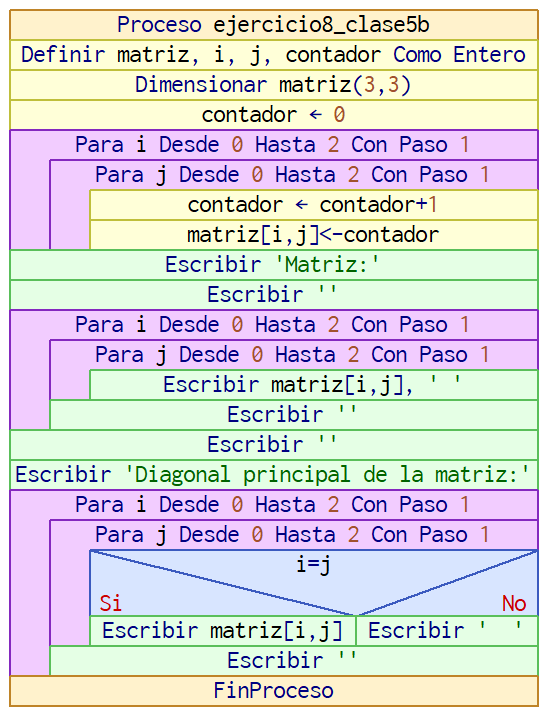 Proceso ejercicio8_clase5b
Definir matriz, i, j, contador Como Entero
Dimensionar matriz(3,3)
contador ← 0
Para i Desde 0 Hasta 2 Con Paso 1
Para j Desde 0 Hasta 2 Con Paso 1
contador ← contador+1
matriz[i,j]<-contador
Escribir 'Matriz:'
Escribir ''
Para i Desde 0 Hasta 2 Con Paso 1
Para j Desde 0 Hasta 2 Con Paso 1
Escribir matriz[i,j], ' '
Escribir ''
Escribir ''
Escribir 'Diagonal principal de la matriz:'
Para i Desde 0 Hasta 2 Con Paso 1
Para j Desde 0 Hasta 2 Con Paso 1
i=j
Si No
Escribir matriz[i,j] Escribir '  '
Escribir ''
FinProceso